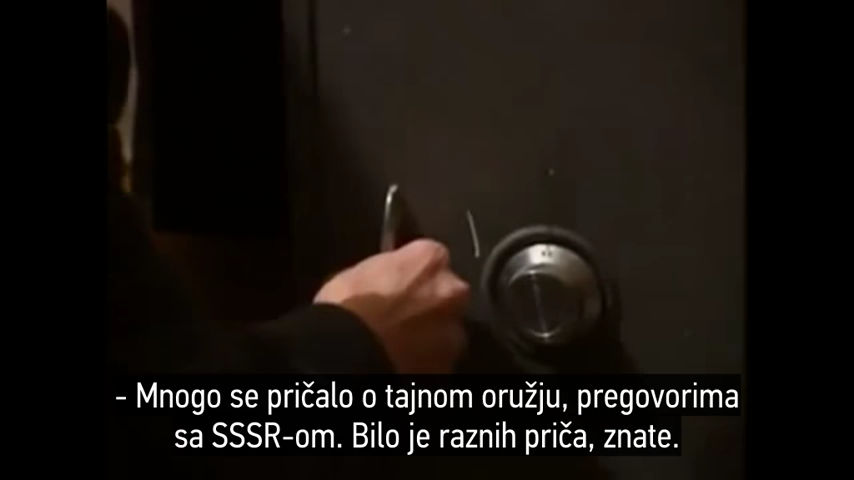 - Mnogo se pričalo o tajnom oružju, pregovorima
sa SSSR-om. Bilo je raznih priča, znate.